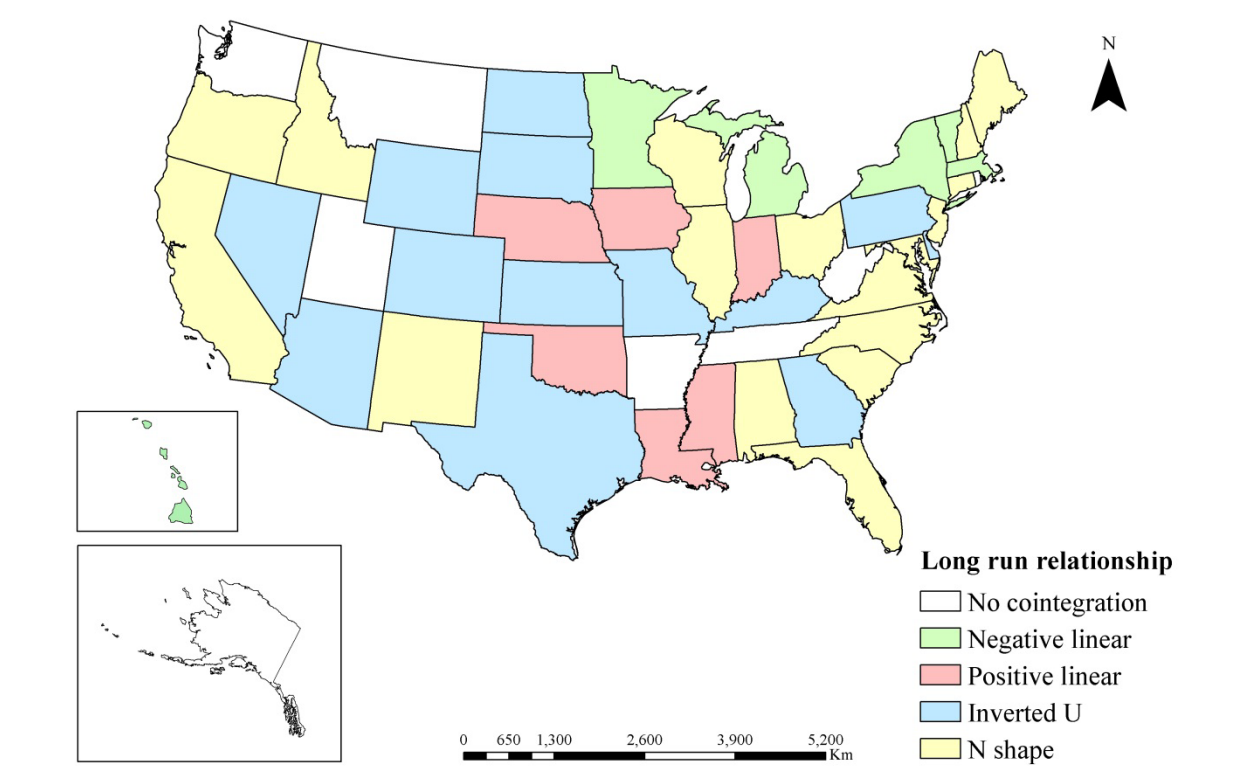 N
Long run relationship
No cointegration
Negative linear
Positive linear
Inverted U
N shape
0 650 1,300 2,600 3,900 5,200
Km